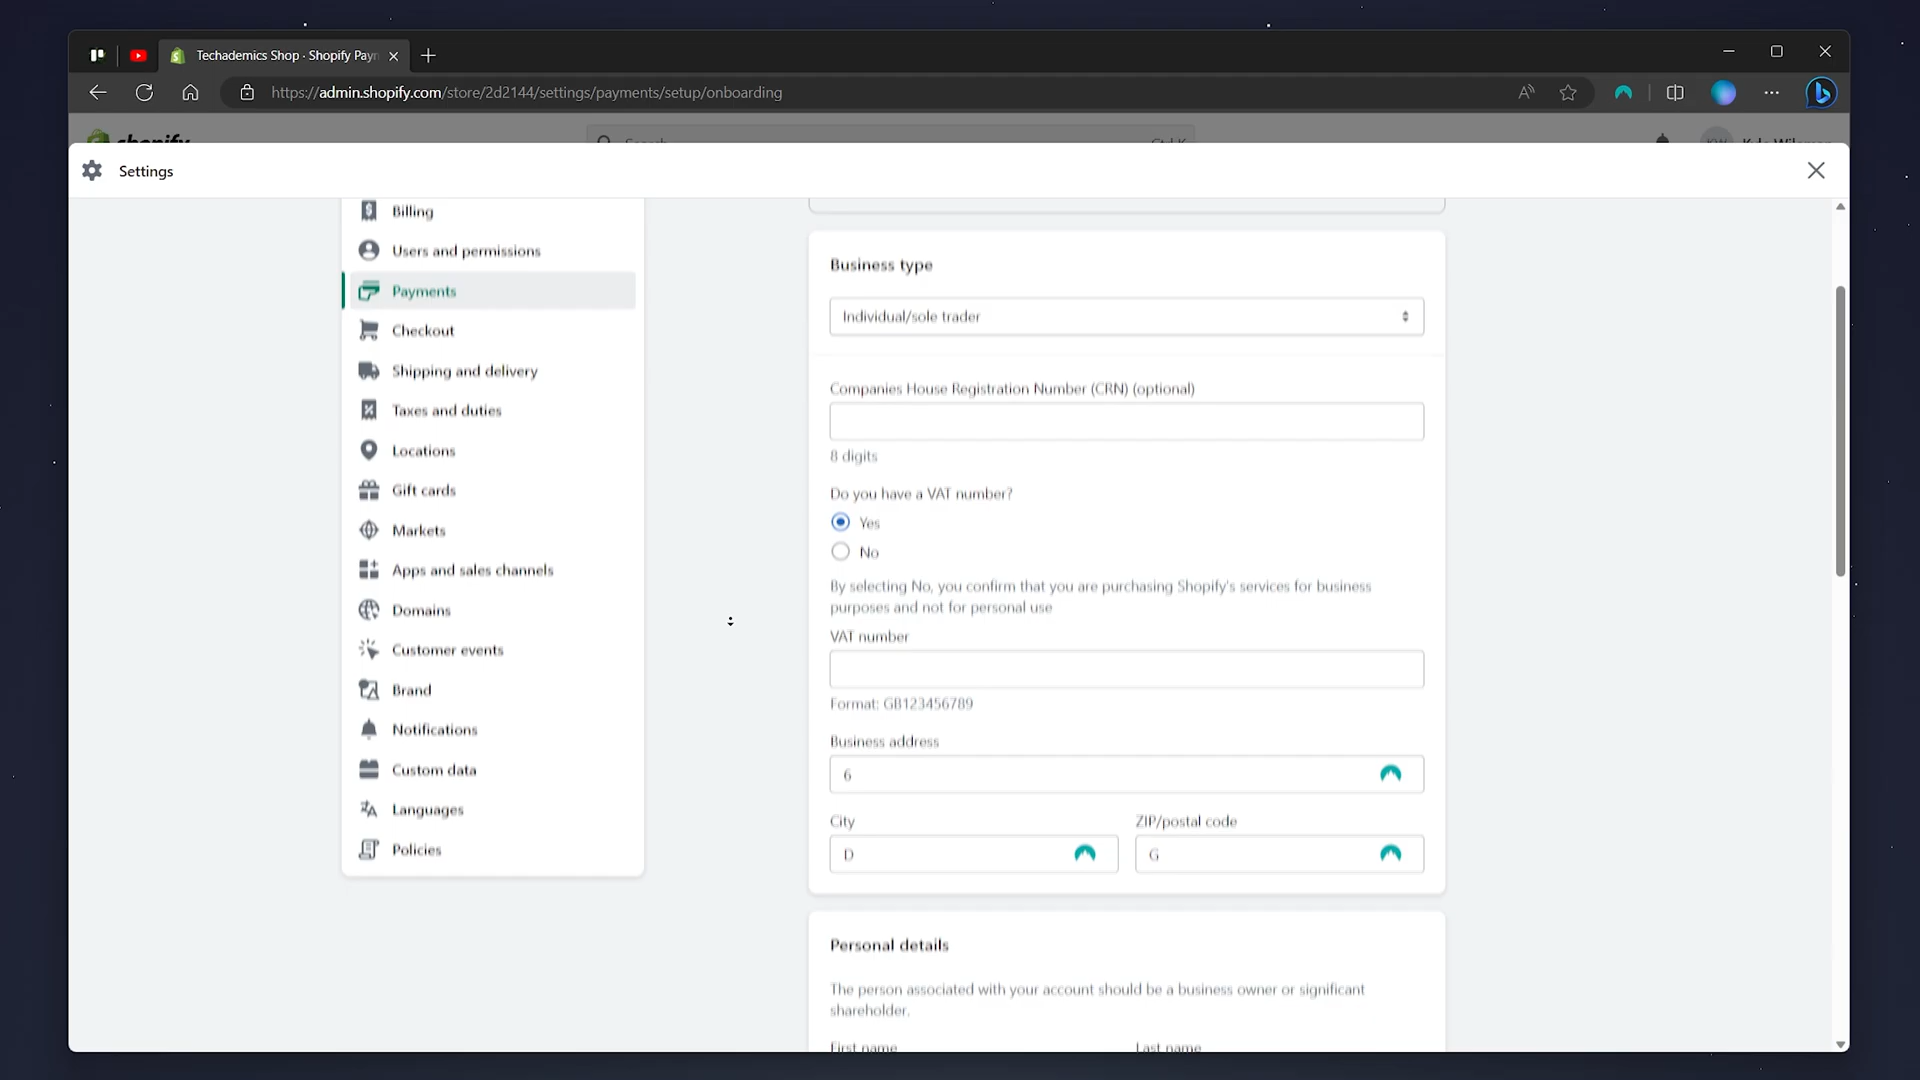 Techademics Shop · Shopify Payn
https://admin.shopify.com/store/2d2144/settings/payments/setup/onboarding
shopify
Search
Ctrl K
Settings
Billing
Users and permissions
Payments
Checkout
Shipping and delivery
Taxes and duties
Locations
Gift cards
Markets
Apps and sales channels
Domains
Customer events
Brand
Notifications
Custom data
Languages
Policies
Business type
Individual/sole trader
Companies House Registration Number (CRN) (optional)
8 digits
Do you have a VAT number?
Yes
No
By selecting No, you confirm that you are purchasing Shopify's services for business
purposes and not for personal use
VAT number
Format: GB123456789
Business address
6
City
ZIP/postal code
D
G
Personal details
The person associated with your account should be a business owner or significant
shareholder.
First name
Last name